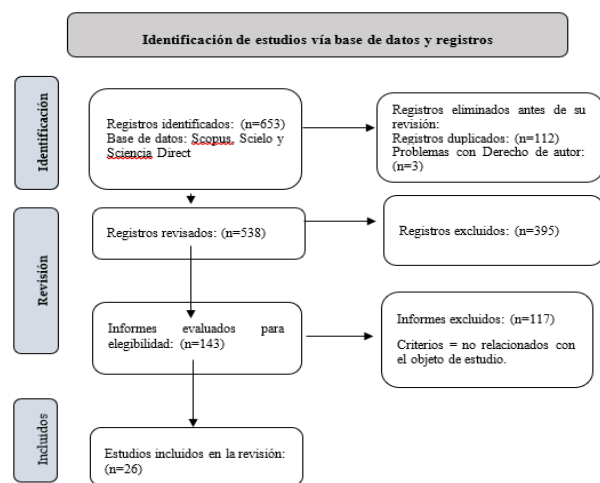 Identificación de estudios vía base de datos y registros
Identificación
Registros identificados: (n=653)
Base de datos: Scopus, Scielo y
Sciencia Direct
Registros eliminados antes de su
revisión:
Registros duplicados: (n=112)
Problemas con Derecho de autor:
(n=3)
Revisión
Registros revisados: (n=538)
Registros excluidos: (n=395)
Informes evaluados para
elegibilidad: (n=143)
Informes excluidos: (n=117)
Criterios = no relacionados con
el objeto de estudio.
Incluidos
Estudios incluidos en la revisión:
(n=26)